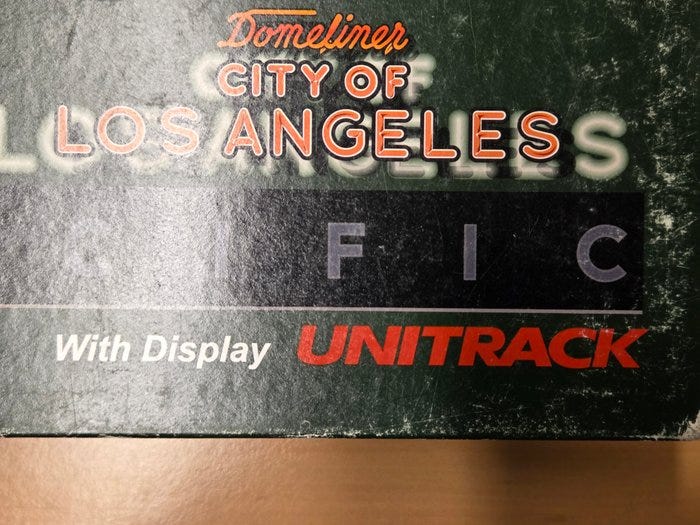 Domeliner
CITY OF
LOS ANGELES
C I F I C
With Display UNITRACK